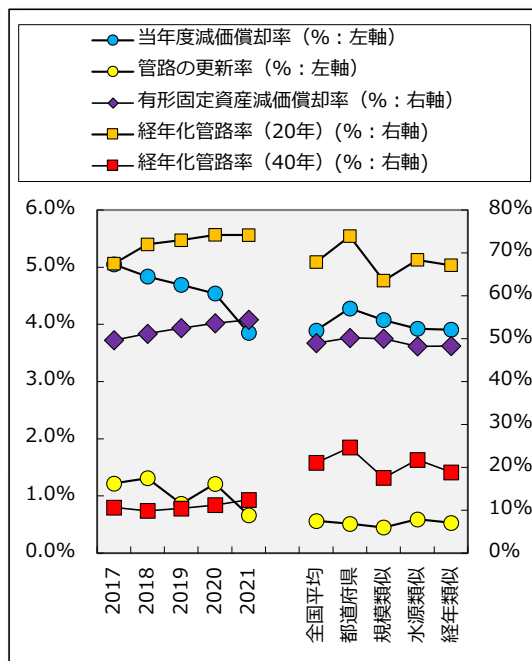 当年度減価償却率（%：左軸）
管路の更新率（%：左軸）
有形固定資産減価償却率（%：右軸）
経年化管路率（20年）(%：右軸)
経年化管路率（40年）(%：右軸)
6.0%
5.0%
4.0%
3.0%
2.0%
1.0%
0.0%
80%
70%
60%
50%
40%
30%
20%
10%
0%
2017
2018
2019
2020
2021
全国平均
都道府県
規模類似
水源類似
経年類似